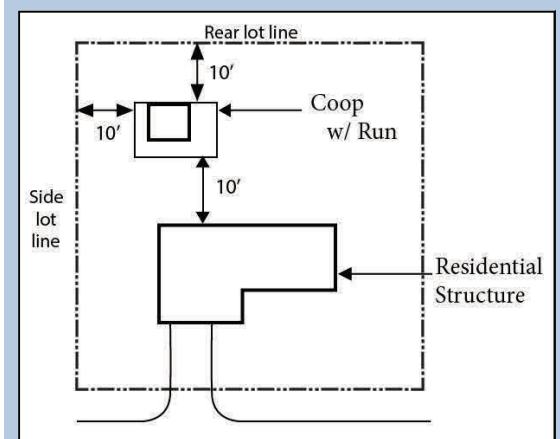 Rear lot line
10′
10′
Coop
w/ Run
10′
Side
lot
line
Residential
Structure